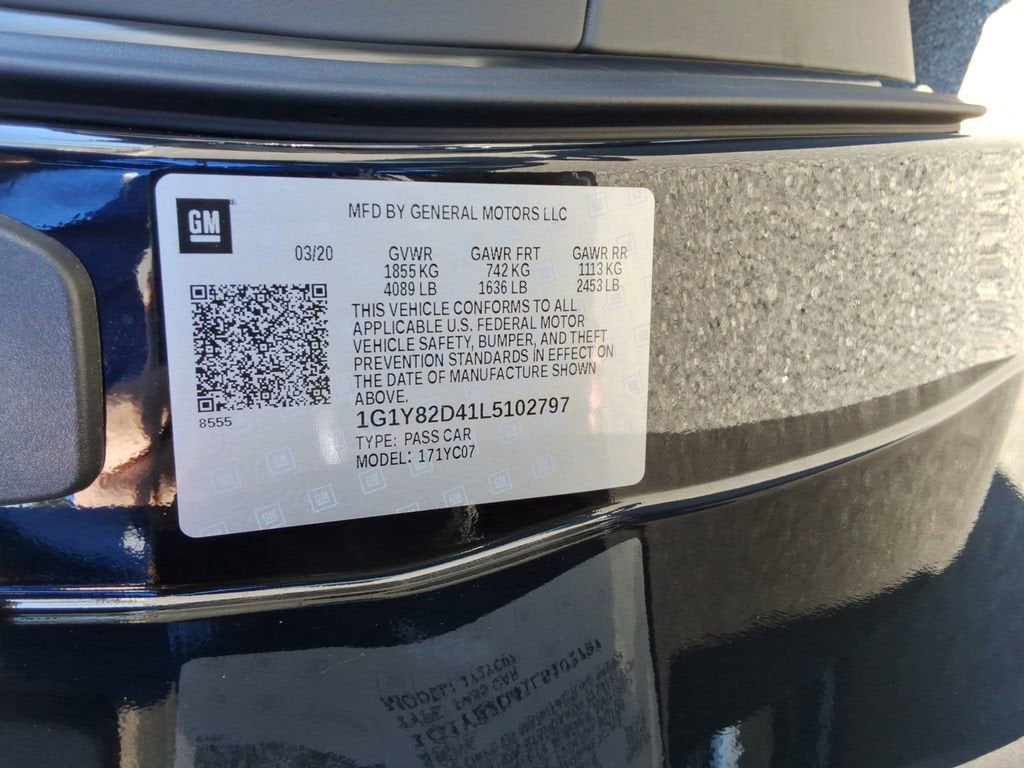 GM
MFD BY GENERAL MOTORS LLC
03/20 GVWR GAWR FRT GAWR RR
1855 KG 742 KG 1113 KG
4089 LB 1636 LB 2453 LB
THIS VEHICLE CONFORMS TO ALL
APPLICABLE U.S. FEDERAL MOTOR
VEHICLE SAFETY, BUMPER, AND THEFT
PREVENTION STANDARDS IN EFFECT ON
THE DATE OF MANUFACTURE SHOWN
ABOVE.
8555
1G1Y82D41L5102797
TYPE: PASS CAR
MODEL: 171YC07